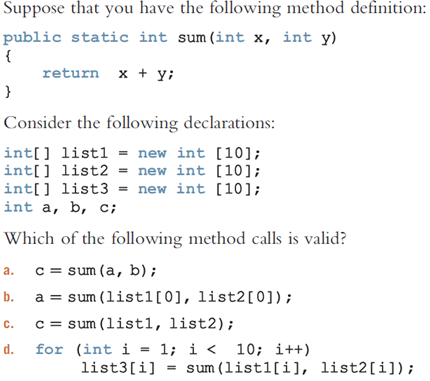 Suppose that you have the following method definition:
public static int sum(int x, int y)
{
return x + y;
}
Consider the following declarations:
int[] list1 = new int [10];
int[] list2 = new int [10];
int[] list3 = new int [10];
int a, b, c;
Which of the following method calls is valid?
a. c = sum(a, b);
b. a = sum(list1[0], list2[0]);
c. c = sum(list1, list2);
d. for (int i = 1; i < 10; i++)
list3[i] = sum(list1[i], list2[i]);